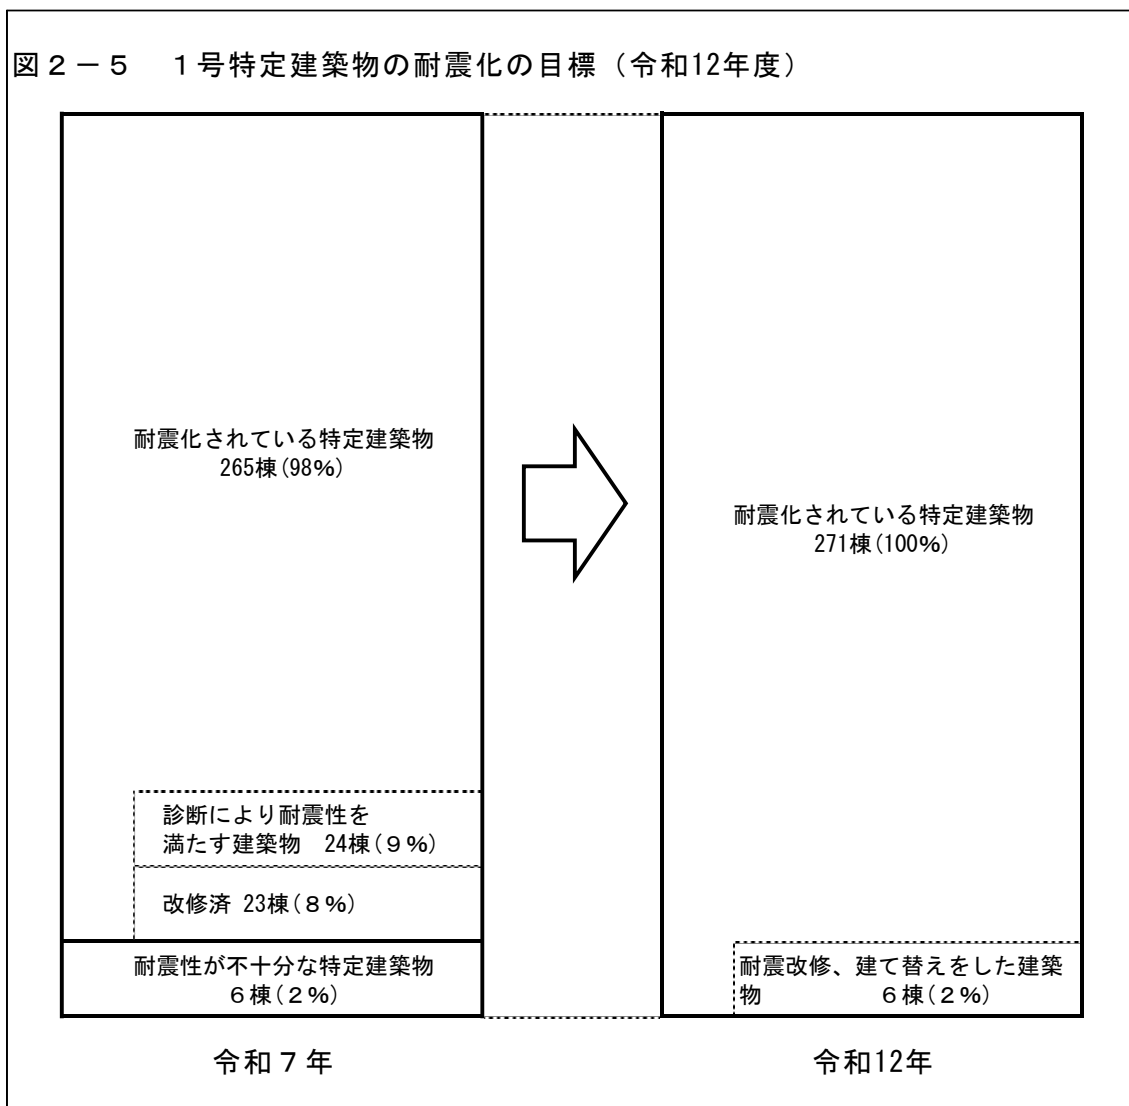 図２－５　１号特定建築物の耐震化の目標（令和12年度）
耐震化されている特定建築物
265棟(98%)
診断により耐震性を
満たす建築物　24棟(９%)
改修済 23棟(８%)
耐震性が不十分な特定建築物
６棟(２%)
令和７年
耐震化されている特定建築物
271棟(100%)
耐震改修、建て替えをした建築
物　　　　　６棟(２%)
令和12年